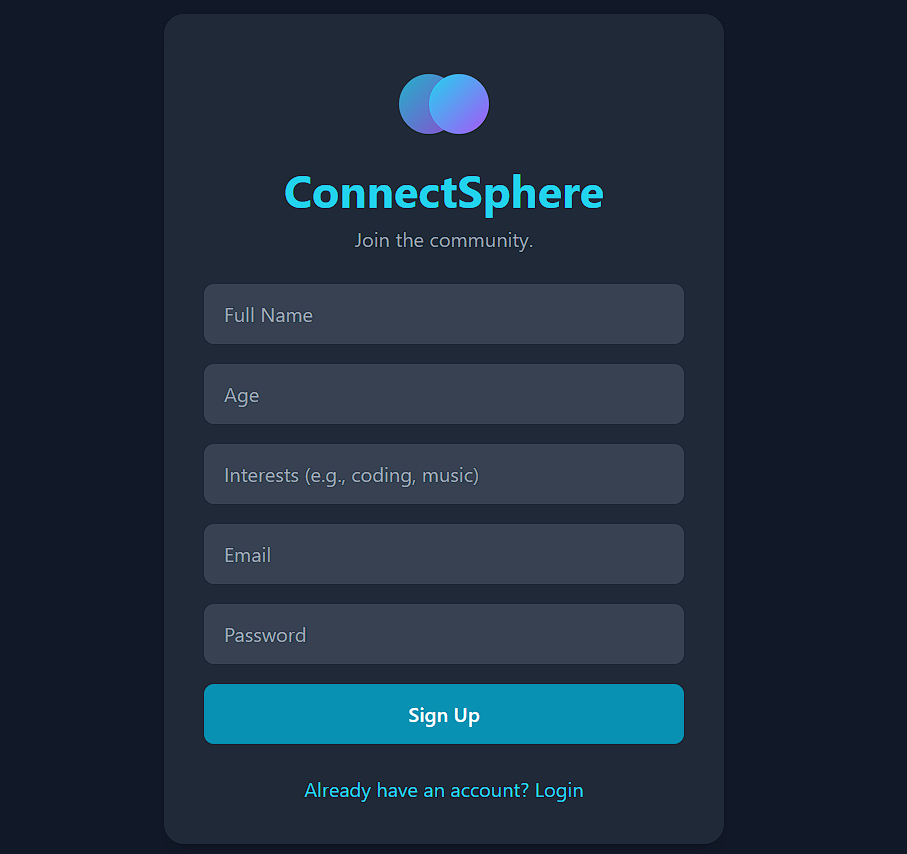 ConnectSphere
Join the community.
Full Name
Age
Interests (e.g., coding, music)
Email
Password
Sign Up
Already have an account? Login